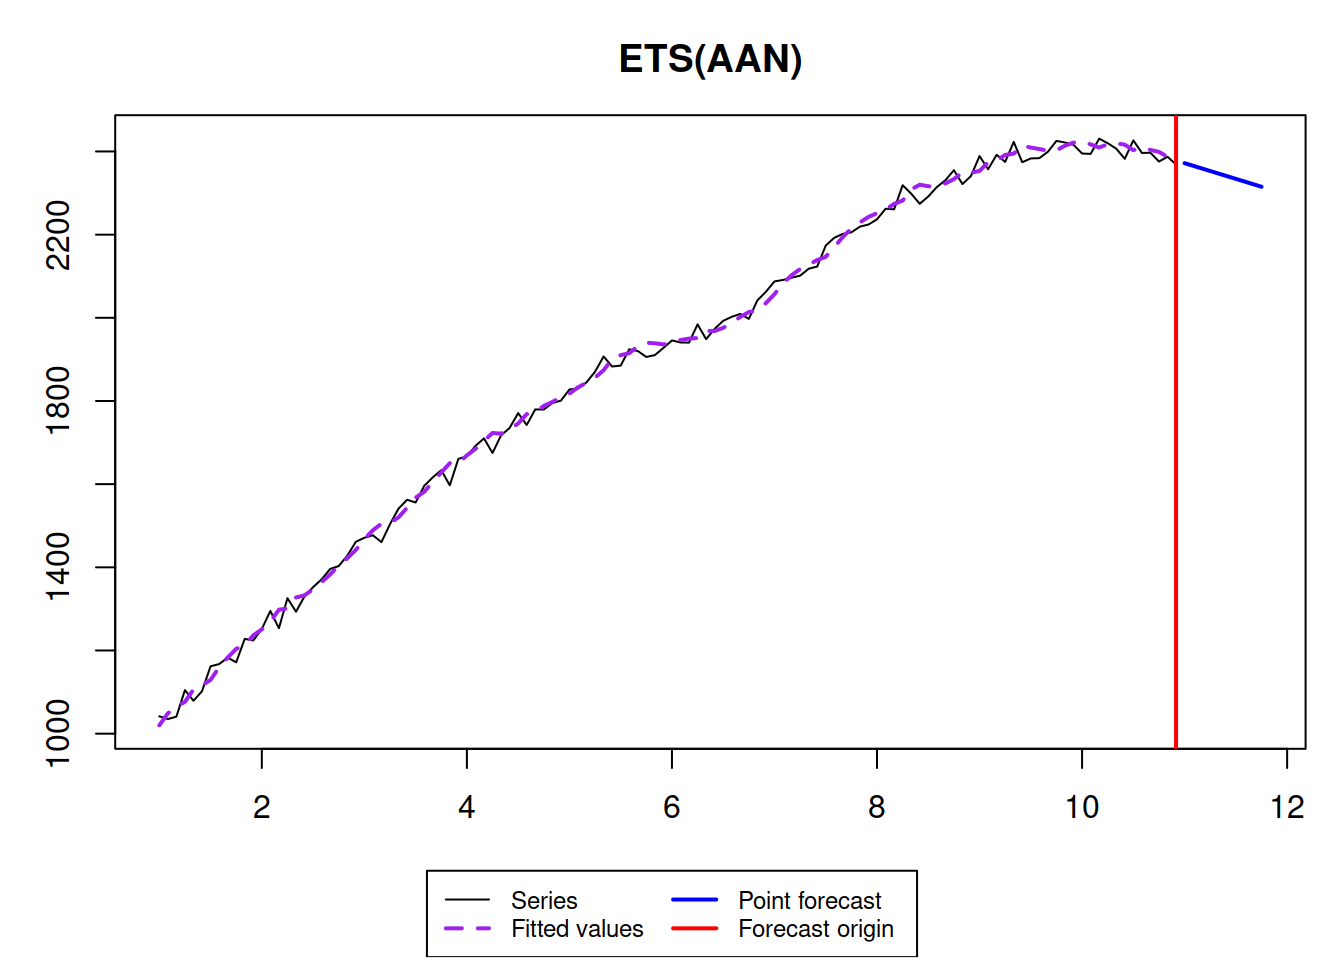 ETS(AAN)
2200
1800
1400
1000
2 4 6 8 10 12
Series Point forecast
Fitted values Forecast origin